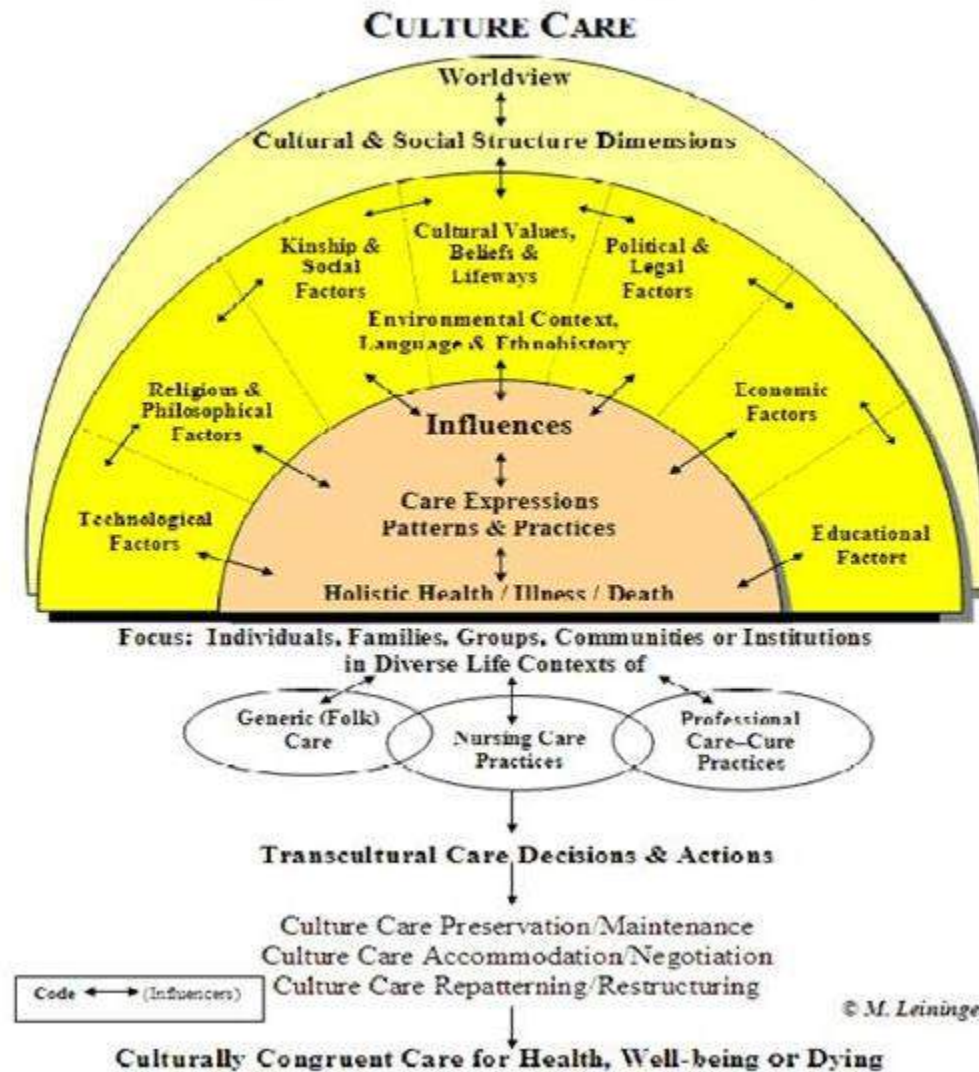 CULTURE CARE
Worldview
Cultural & Social Structure Dimensions
Kinship &
Social
Factors
Cultural Values,
Beliefs &
Lifeways
Political &
Legal
Factors
Environmental Context,
Language & Ethnohistory
Religious &
Philosophical
Factors
Economic
Factors
Influences
Technological
Factors
Care Expressions
Patterns & Practices
Educational
Factors
Holistic Health / Illness / Death
Focus: Individuals, Families, Groups, Communities or Institutions
in Diverse Life Contexts of
Generic (Folk)
Care
Nursing Care
Practices
Professional
Care–Cure
Practices
Transcultural Care Decisions & Actions
Culture Care Preservation/Maintenance
Culture Care Accommodation/Negotiation
Culture Care Repatterning/Restructuring
Code (Influencers)
© M. Leininge
Culturally Congruent Care for Health, Well-being or Dying